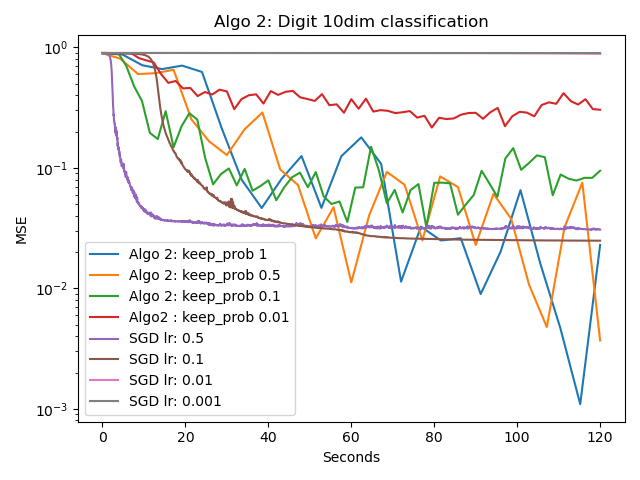 Algo 2: Digit 10dim classification
MSE
10⁰
10⁻¹
10⁻²
10⁻³
Algo 2: keep_prob 1
Algo 2: keep_prob 0.5
Algo 2: keep_prob 0.1
Algo2 : keep_prob 0.01
SGD lr: 0.5
SGD lr: 0.1
SGD lr: 0.01
SGD lr: 0.001
0 20 40 60 80 100 120
Seconds